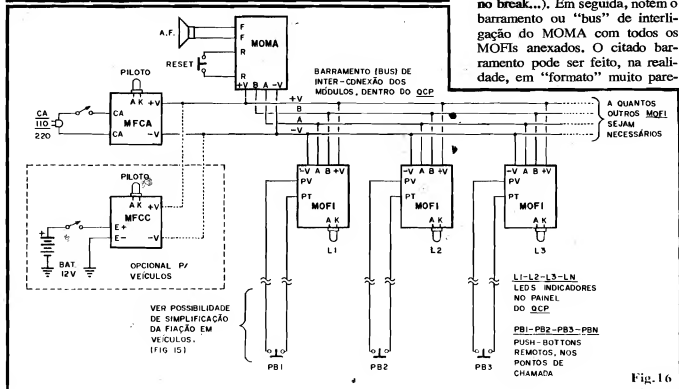 no break...). Em seguida, notem o
barramento ou “bus” de interli-
gação do MOMA com todos os
MOFIs anexados. O citado bar-
ramento pode ser feito, na reali-
dade, em “formato” muito pare-
A.F.
F
F
R
R
MOMA
RESET
+V B A -V
PILOTO
A K +V
MFCA
CA
CA
-V
CA
110
220
BARRAMENTO (BUS) DE
INTER-CONEXÃO DOS
MÓDULOS, DENTRO DO QCP
+V
B
A
-V
A QUANTOS
OUTROS MOFI
SEJAM
NECESSÁRIOS
PILOTO
A K +V
MFCC
E+
E-
-V
BAT.
12V
OPCIONAL P/
VEÍCULOS
-V A B +V
PV
PT
MOFI
A K
L1
-V A B +V
PV
PT
MOFI
A K
L2
-V A B +V
PV
PT
MOFI
A K
L3
VER POSSIBILIDADE
DE SIMPLIFICAÇÃO
DA FIAÇÃO EM
VEÍCULOS.
(FIG 15)
PB1
PB2
PB3
L1-L2-L3-LN
LEDS INDICADORES
NO PAINEL
DO QCP
PB1-PB2-PB3-PBN
PUSH-BOTTONS
REMOTOS, NOS
PONTOS DE
CHAMADA
Fig.16